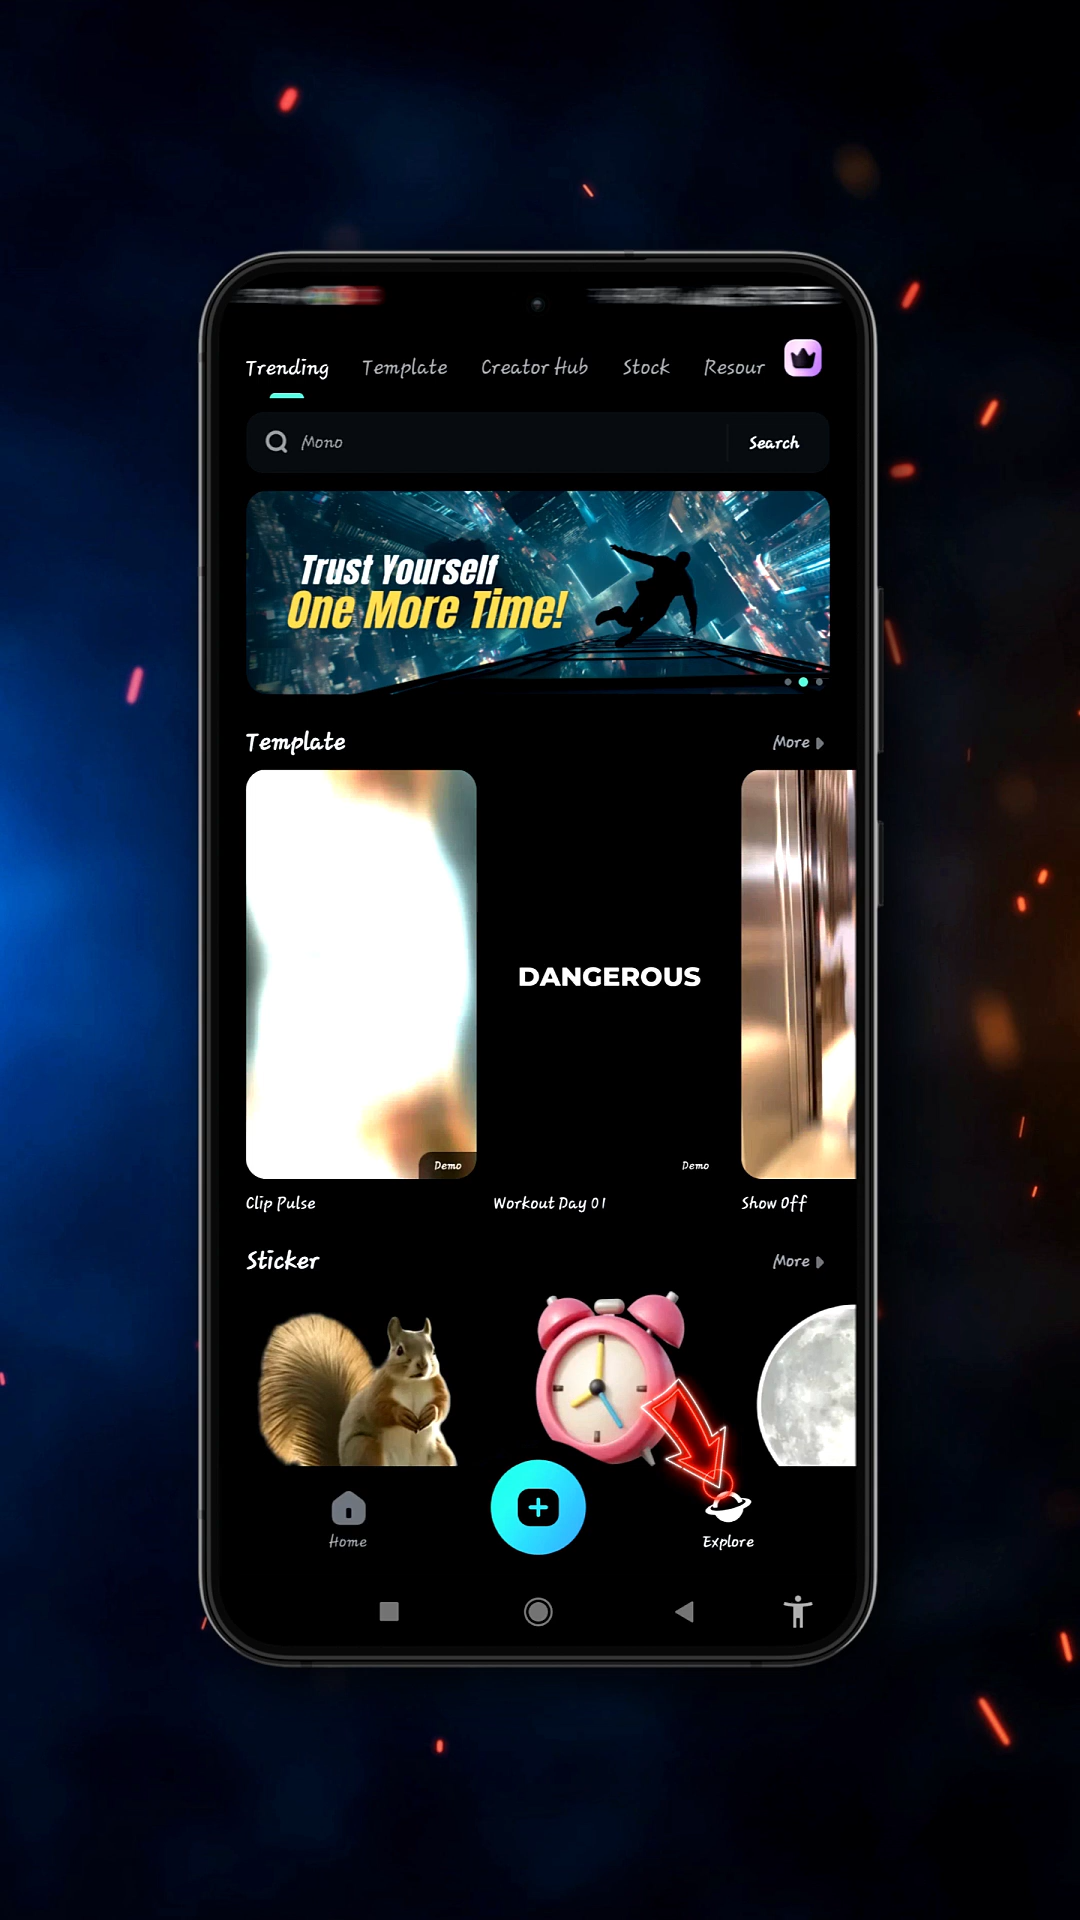 Trending Template Creator Hub Stock Resour
Mono Search
Trust Yourself
One More Time!
Template More
DANGEROUS
Demo Demo
Clip Pulse Workout Day 01 Show Off
Sticker More
Home Explore